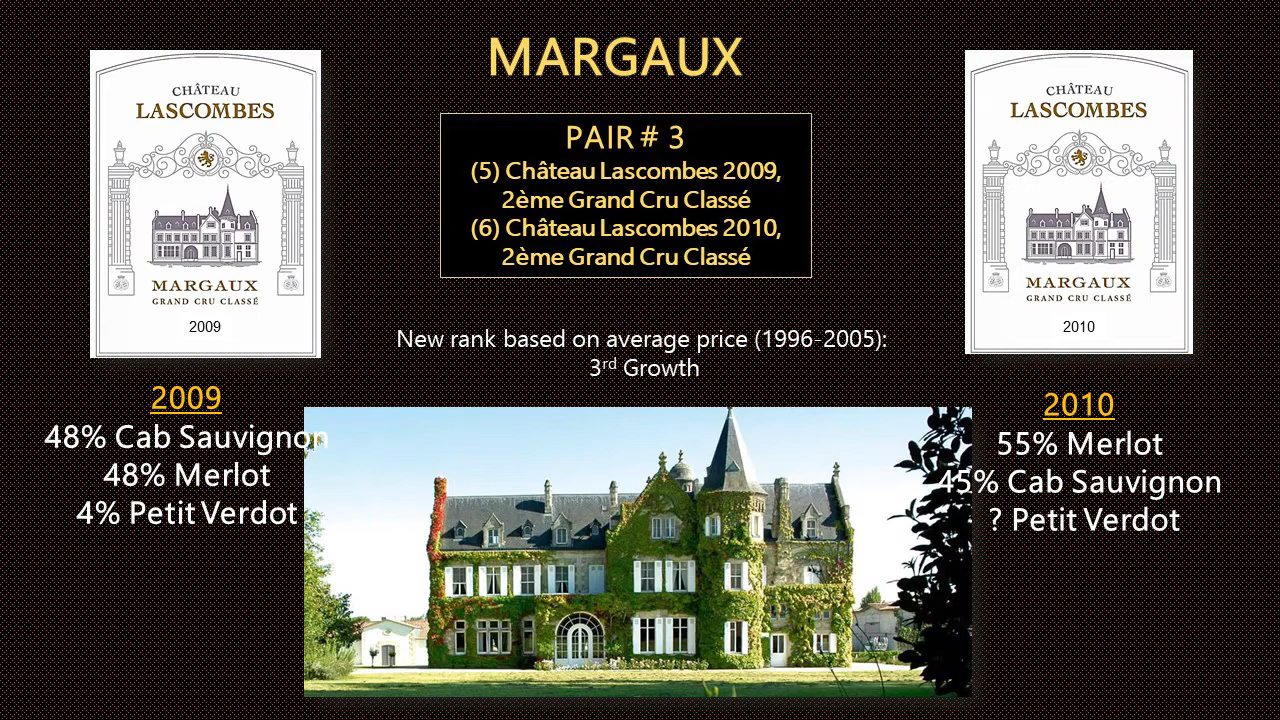 MARGAUX
CHÂTEAU
LASCOMBES
MARGAUX
GRAND CRU CLASSÉ
2009
PAIR # 3
(5) Château Lascombes 2009,
2ème Grand Cru Classé
(6) Château Lascombes 2010,
2ème Grand Cru Classé
CHÂTEAU
LASCOMBES
MARGAUX
GRAND CRU CLASSÉ
2010
New rank based on average price (1996-2005):
3rd Growth
2009
48% Cab Sauvignon
48% Merlot
4% Petit Verdot
2010
55% Merlot
45% Cab Sauvignon
? Petit Verdot